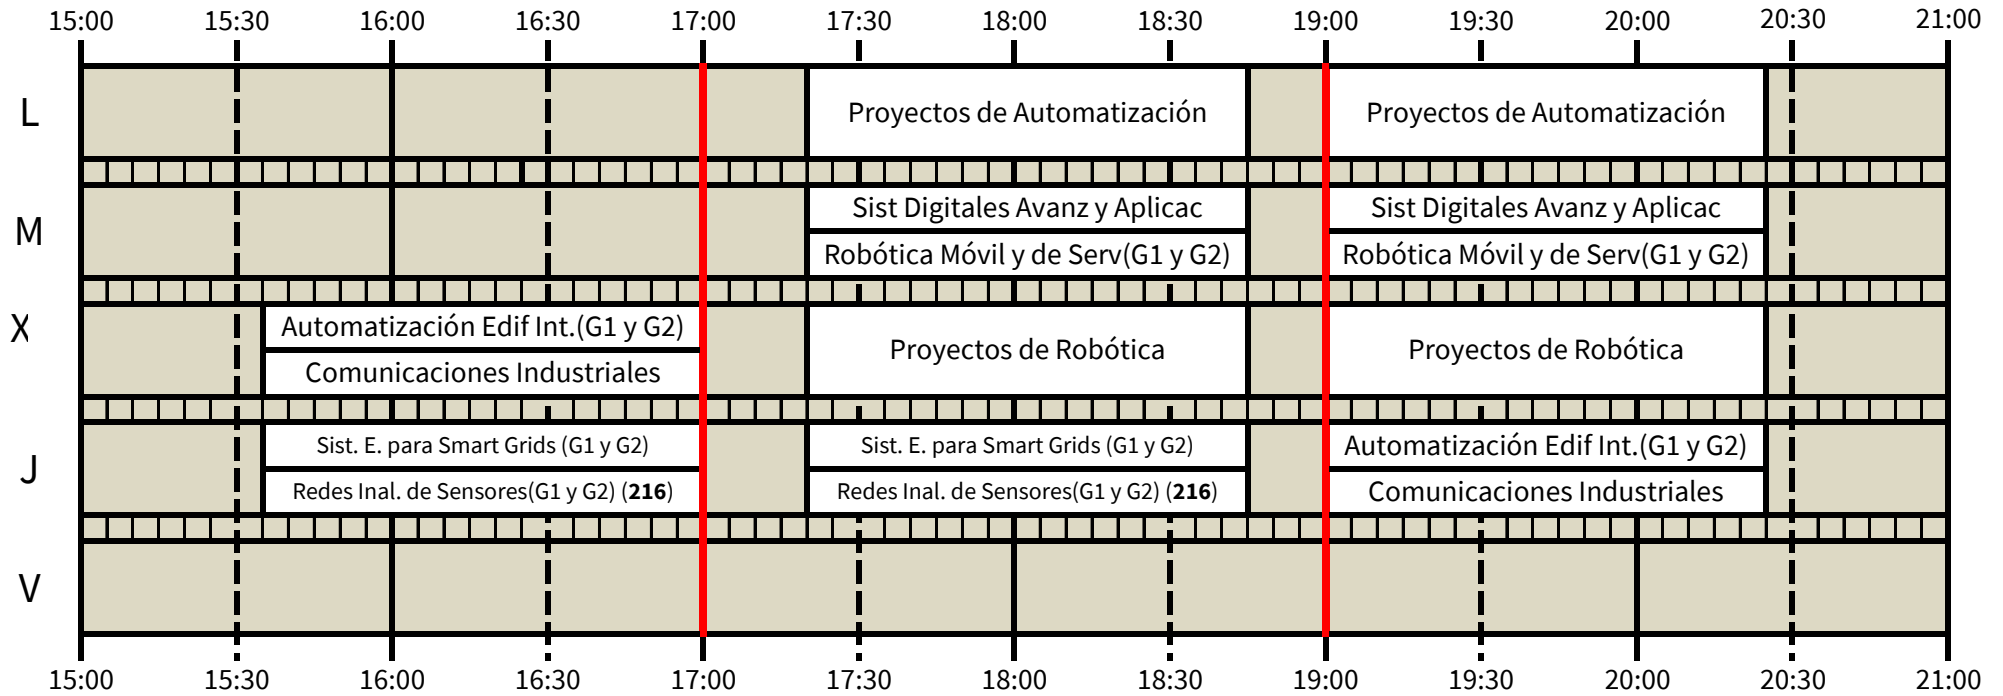 15:00 15:30 16:00 16:30 17:00 17:30 18:00 18:30 19:00 19:30 20:00 20:30 21:00
L Proyectos de Automatización Proyectos de Automatización
M
Sist Digitales Avanz y Aplicac Sist Digitales Avanz y Aplicac
Robótica Móvil y de Serv(G1 y G2) Robótica Móvil y de Serv(G1 y G2)
X
Automatización Edif Int.(G1 y G2)
Comunicaciones Industriales
Proyectos de Robótica Proyectos de Robótica
J
Sist. E. para Smart Grids (G1 y G2) Sist. E. para Smart Grids (G1 y G2) Automatización Edif Int.(G1 y G2)
Redes Inal. de Sensores(G1 y G2) (216) Redes Inal. de Sensores(G1 y G2) (216) Comunicaciones Industriales
V
15:00 15:30 16:00 16:30 17:00 17:30 18:00 18:30 19:00 19:30 20:00 20:30 21:00